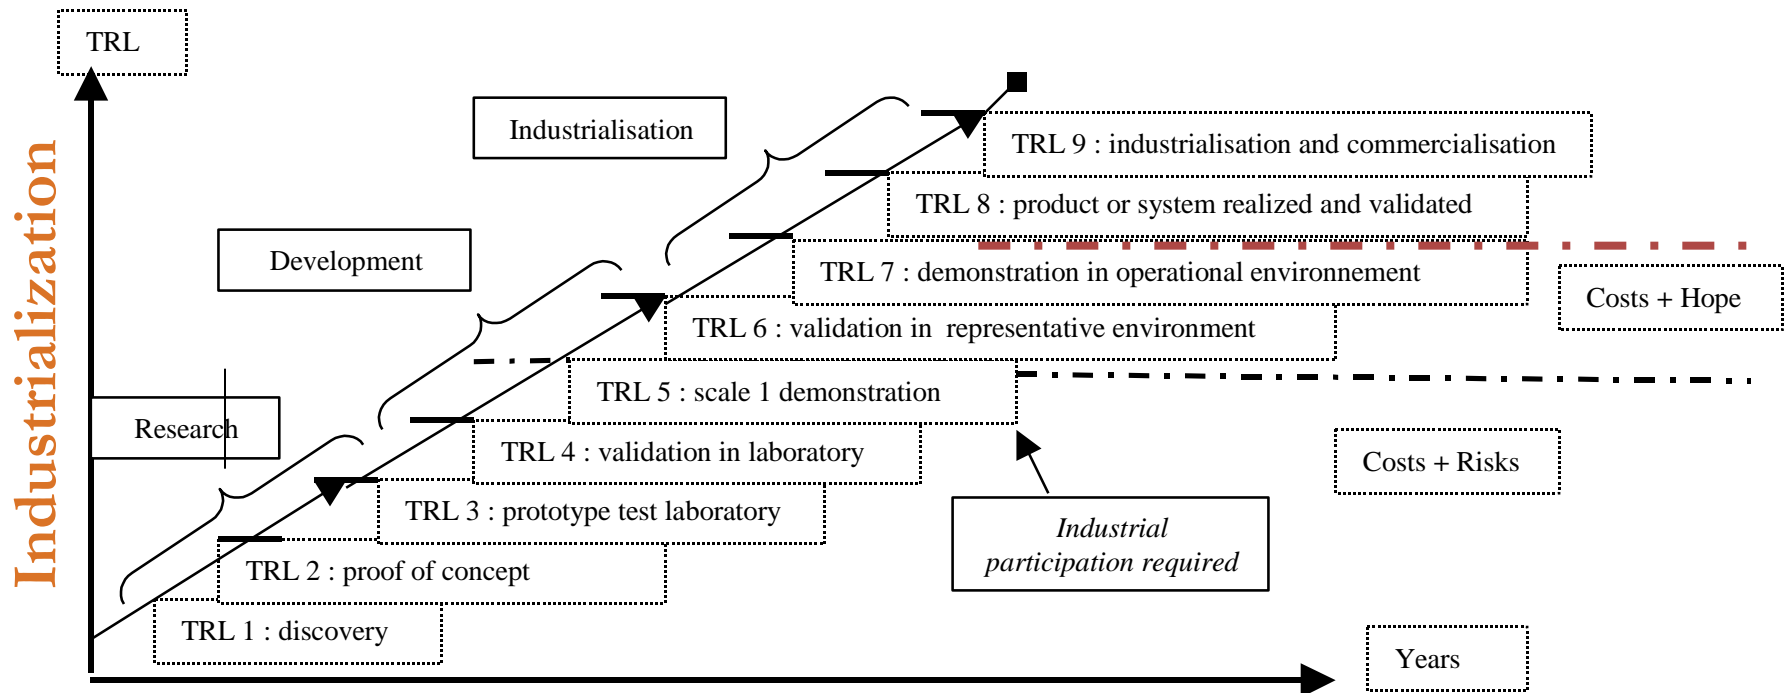 TRL
Industrialization
Industrialisation
TRL 9 : industrialisation and commercialisation
TRL 8 : product or system realized and validated
Development
TRL 7 : demonstration in operational environnement
Costs + Hope
TRL 6 : validation in representative environment
TRL 5 : scale 1 demonstration
Research
TRL 4 : validation in laboratory
Costs + Risks
TRL 3 : prototype test laboratory
Industrial
participation required
TRL 2 : proof of concept
TRL 1 : discovery
Years